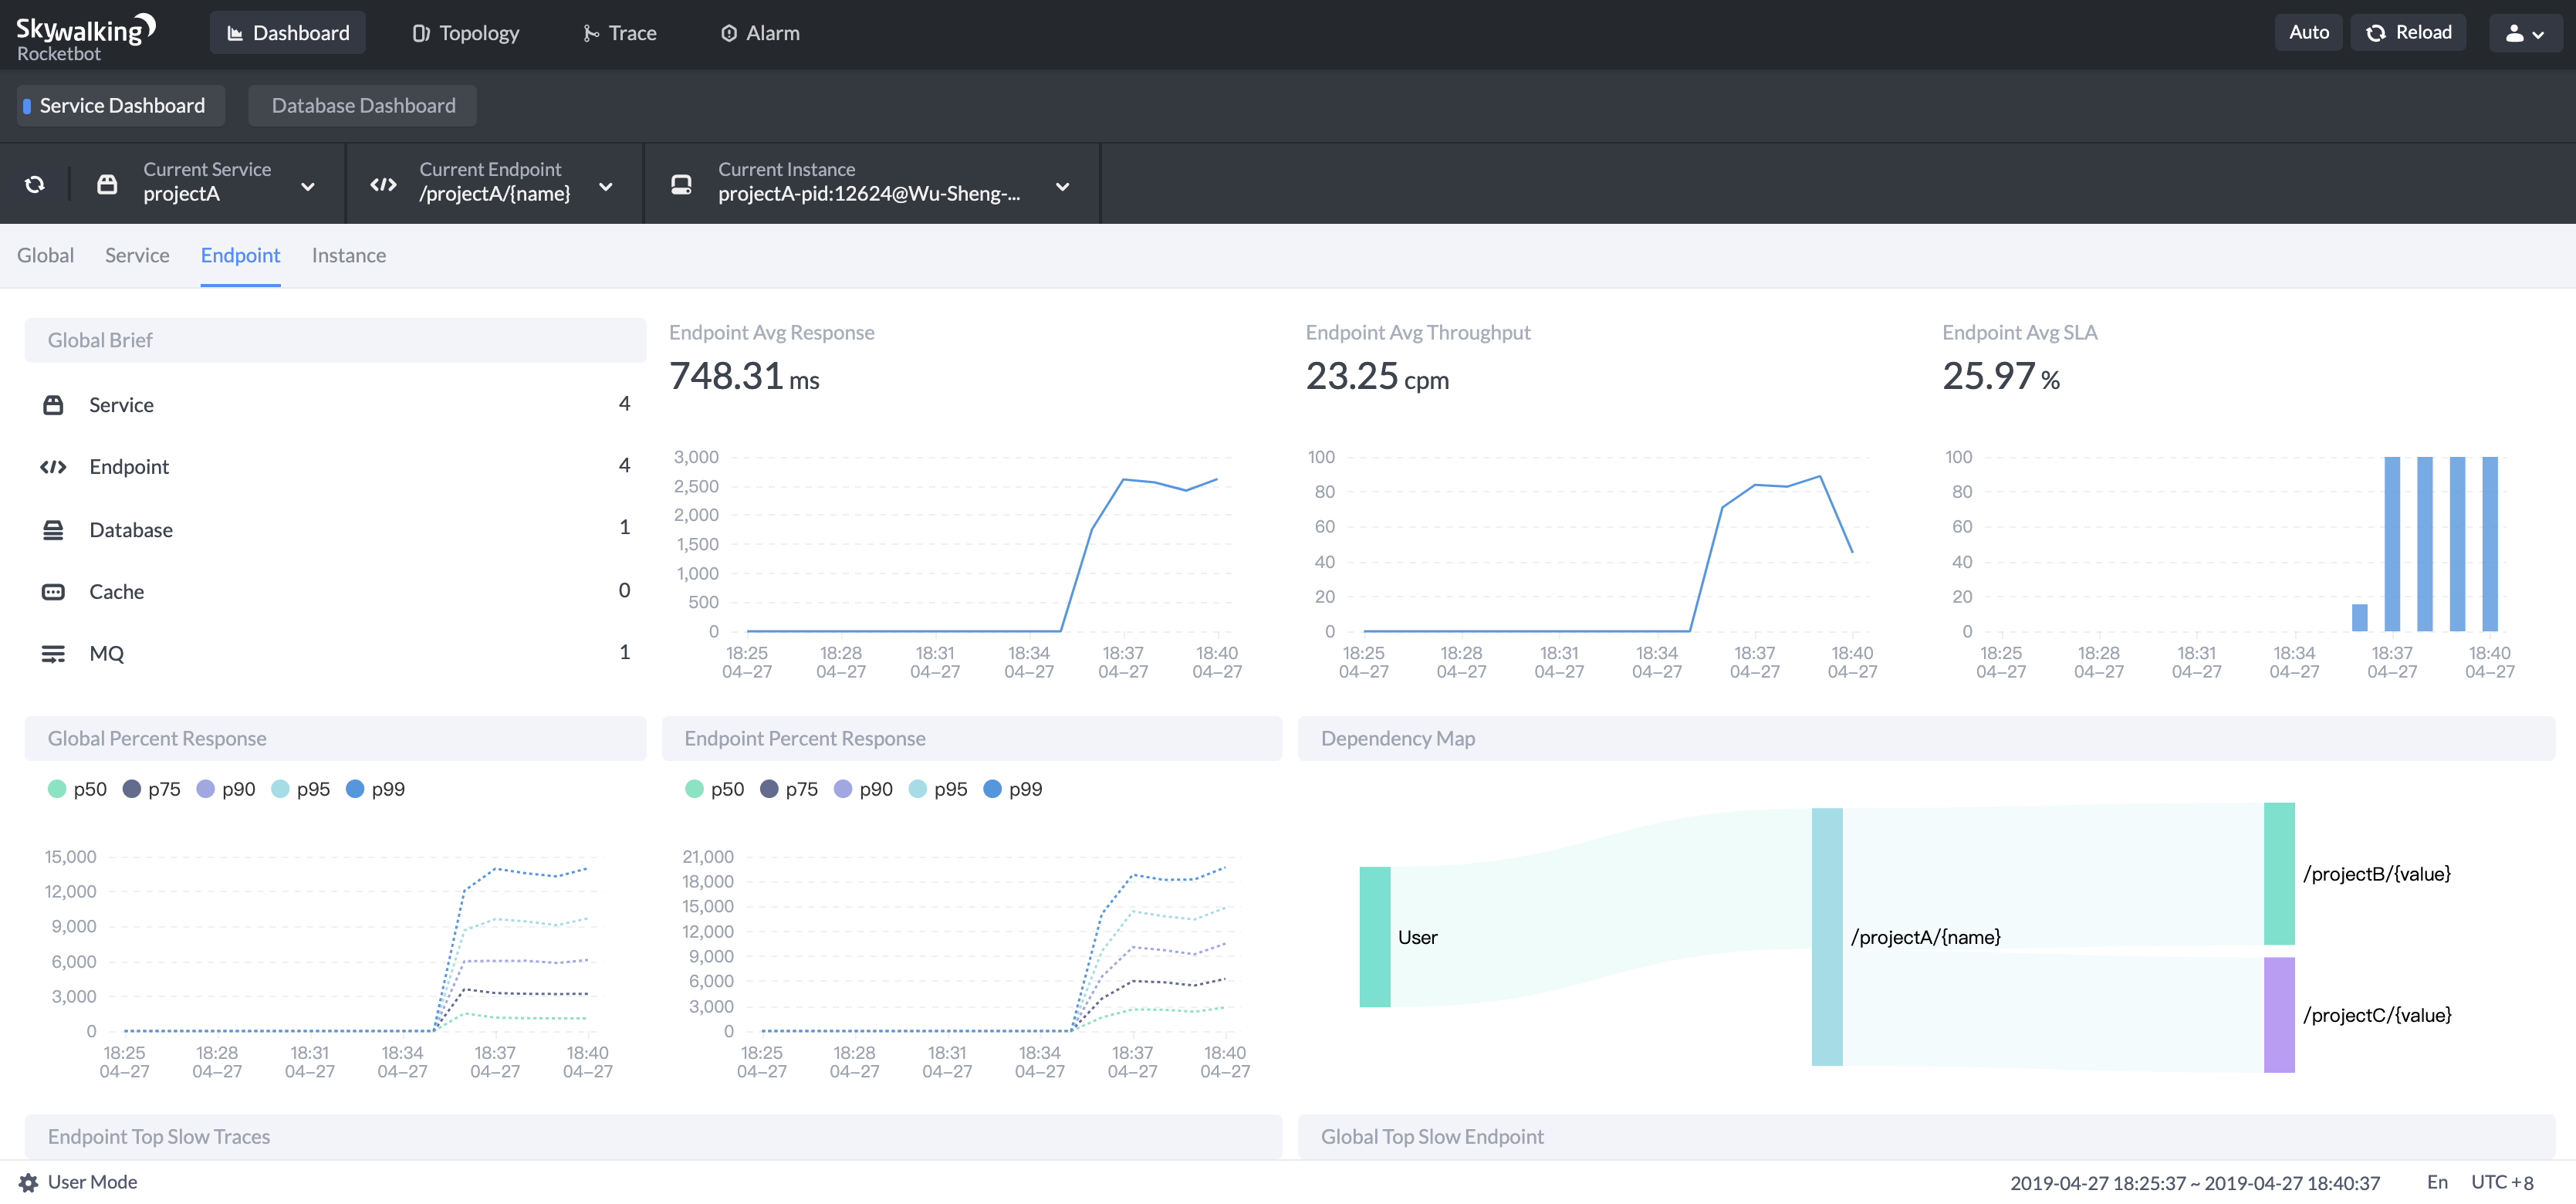 Skywalking
Rocketbot
Dashboard
Topology
Trace
Alarm
Auto
Reload
Service Dashboard
Database Dashboard
Current Service
projectA
Current Endpoint
/projectA/{name}
Current Instance
projectA-pid:12624@Wu-Sheng-...
Global
Service
Endpoint
Instance
Global Brief
Service 4
Endpoint 4
Database 1
Cache 0
MQ 1
Endpoint Avg Response
748.31 ms
3,000
2,500
2,000
1,500
1,000
500
0
18:25 18:28 18:31 18:34 18:37 18:40
04-27 04-27 04-27 04-27 04-27 04-27
Endpoint Avg Throughput
23.25 cpm
100
80
60
40
20
0
18:25 18:28 18:31 18:34 18:37 18:40
04-27 04-27 04-27 04-27 04-27 04-27
Endpoint Avg SLA
25.97 %
100
80
60
40
20
0
18:25 18:28 18:31 18:34 18:37 18:40
04-27 04-27 04-27 04-27 04-27 04-27
Global Percent Response
p50 p75 p90 p95 p99
15,000
12,000
9,000
6,000
3,000
0
18:25 18:28 18:31 18:34 18:37 18:40
04-27 04-27 04-27 04-27 04-27 04-27
Endpoint Percent Response
p50 p75 p90 p95 p99
21,000
18,000
15,000
12,000
9,000
6,000
3,000
0
18:25 18:28 18:31 18:34 18:37 18:40
04-27 04-27 04-27 04-27 04-27 04-27
Dependency Map
User
/projectA/{name}
/projectB/{value}
/projectC/{value}
Endpoint Top Slow Traces
Global Top Slow Endpoint
User Mode
2019-04-27 18:25:37 ~ 2019-04-27 18:40:37
En
UTC +8